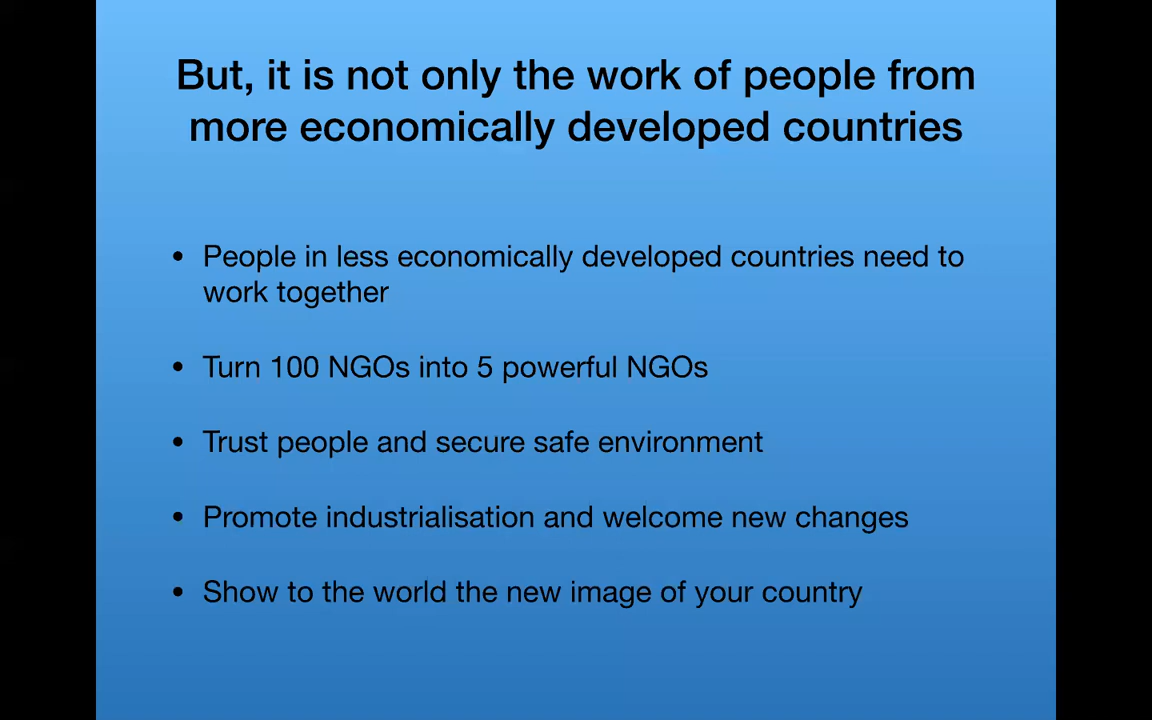 But, it is not only the work of people from
more economically developed countries
• People in less economically developed countries need to
work together
• Turn 100 NGOs into 5 powerful NGOs
• Trust people and secure safe environment
• Promote industrialisation and welcome new changes
• Show to the world the new image of your country